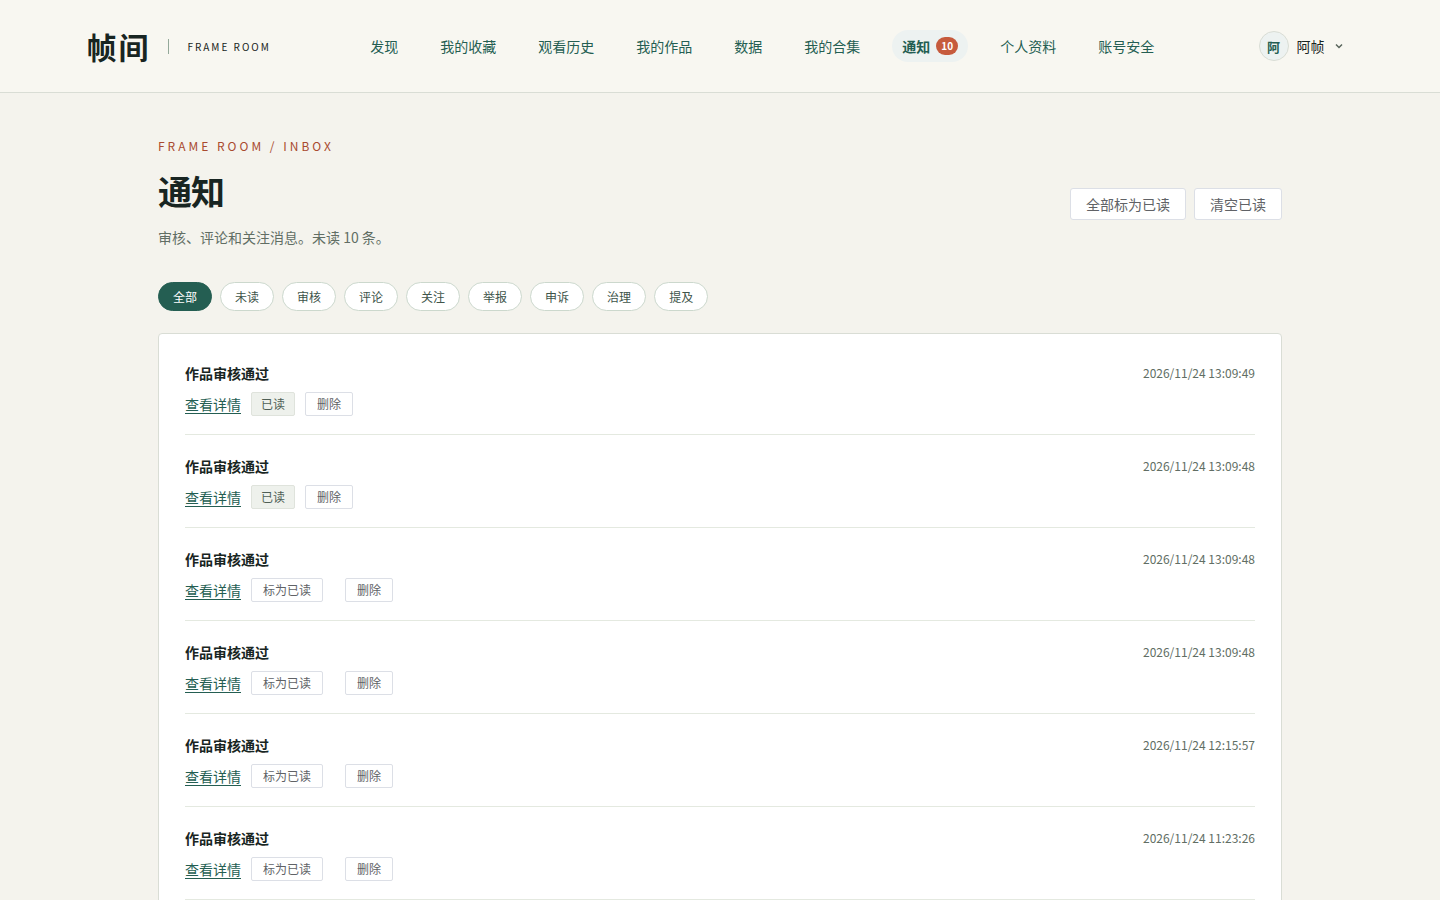 帧间 FRAME ROOM 发现 我的收藏 观看历史 我的作品 数据 我的合集 通知 10 个人资料 账号安全 阿 阿帧
FRAME ROOM / INBOX
通知
全部标为已读 清空已读
审核、评论和关注消息。未读 10 条。
全部 未读 审核 评论 关注 举报 申诉 治理 提及
作品审核通过 2026/11/24 13:09:49
查看详情 已读 删除
作品审核通过 2026/11/24 13:09:48
查看详情 已读 删除
作品审核通过 2026/11/24 13:09:48
查看详情 标为已读 删除
作品审核通过 2026/11/24 13:09:48
查看详情 标为已读 删除
作品审核通过 2026/11/24 12:15:57
查看详情 标为已读 删除
作品审核通过 2026/11/24 11:23:26
查看详情 标为已读 删除